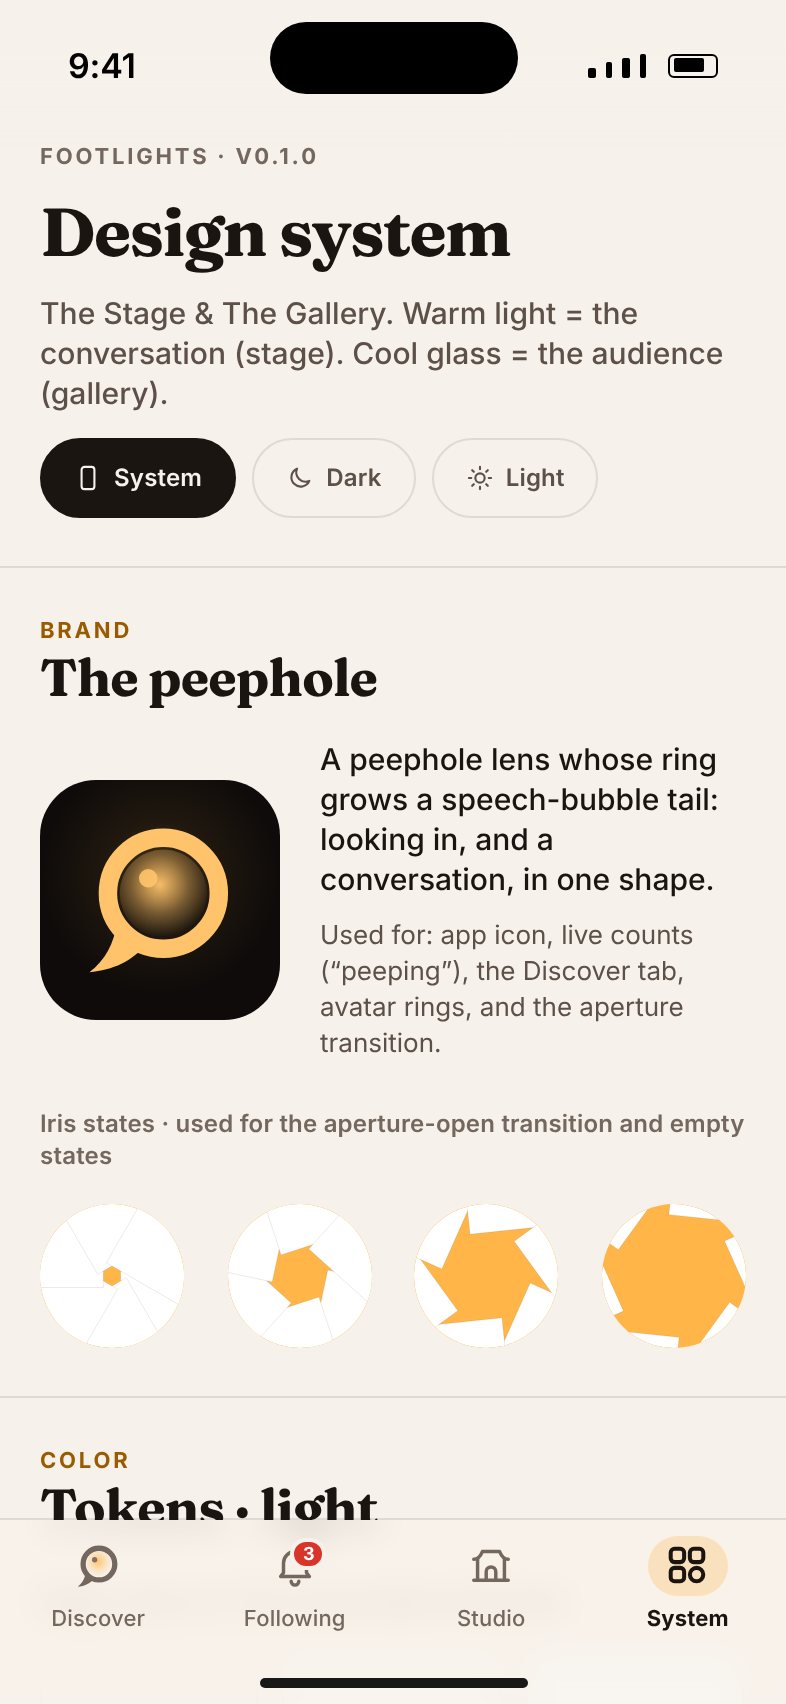 9:41
FOOTLIGHTS · V0.1.0
Design system
The Stage & The Gallery. Warm light = the
conversation (stage). Cool glass = the audience
(gallery).
System
Dark
Light
BRAND
The peephole
A peephole lens whose ring
grows a speech-bubble tail:
looking in, and a
conversation, in one shape.
Used for: app icon, live counts
(“peeping”), the Discover tab,
avatar rings, and the aperture
transition.
Iris states · used for the aperture-open transition and empty
states
COLOR
Tokens · light
3
Discover
Following
Studio
System